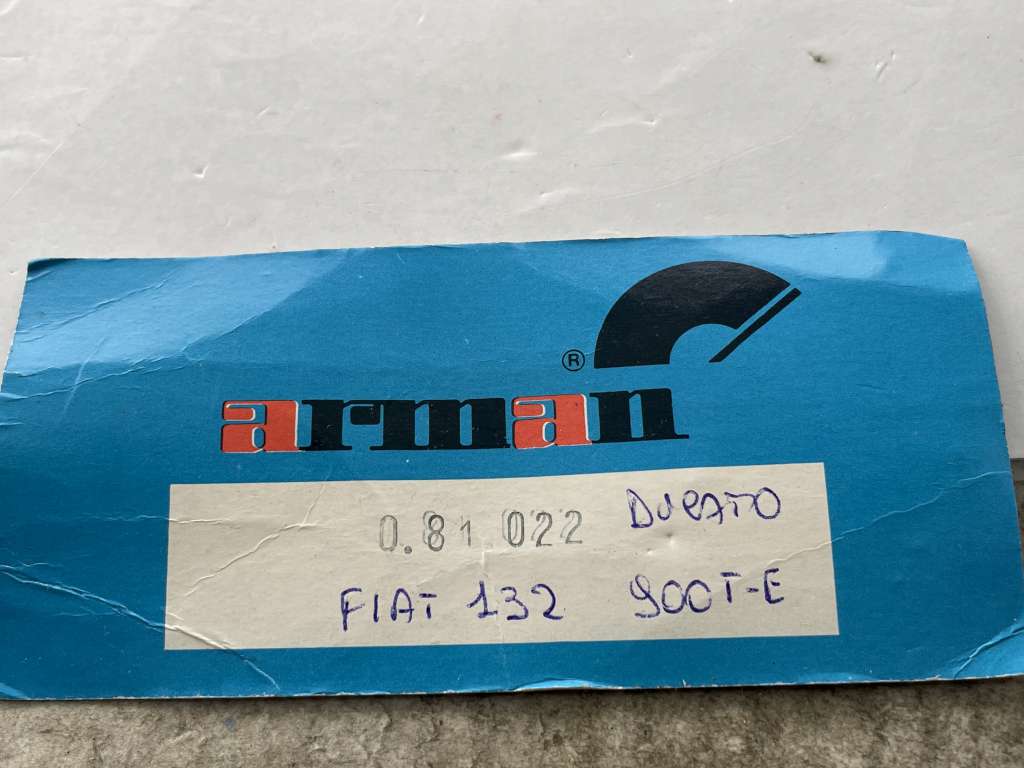 ®
arman
0.81 022 DUCATO
FIAT 132 900T-E